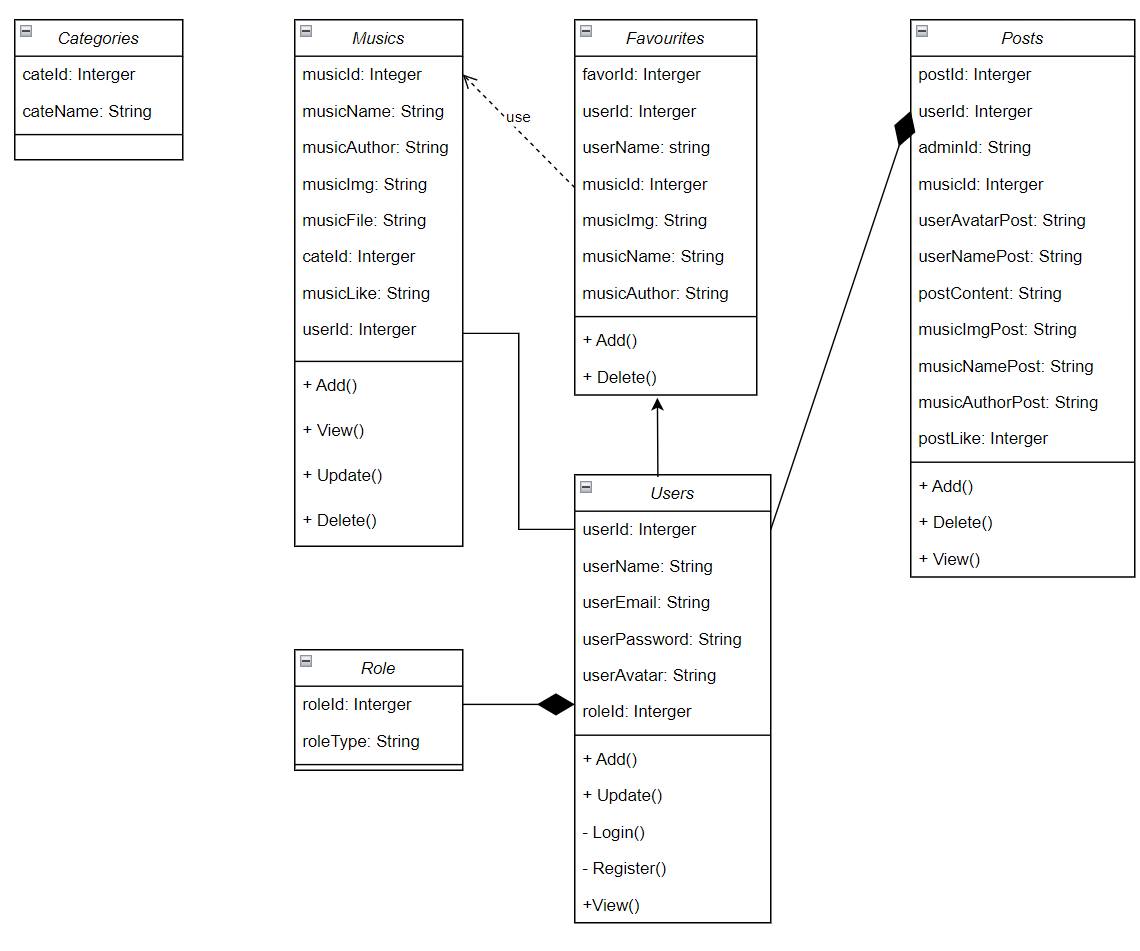 Categories
cateId: Interger
cateName: String
Musics
musicId: Integer
musicName: String
musicAuthor: String
musicImg: String
musicFile: String
cateId: Interger
musicLike: String
userId: Interger
+ Add()
+ View()
+ Update()
+ Delete()
use
Favourites
favorId: Interger
userId: Interger
userName: string
musicId: Interger
musicImg: String
musicName: String
musicAuthor: String
+ Add()
+ Delete()
Posts
postId: Interger
userId: Interger
adminId: String
musicId: Interger
userAvatarPost: String
userNamePost: String
postContent: String
musicImgPost: String
musicNamePost: String
musicAuthorPost: String
postLike: Interger
+ Add()
+ Delete()
+ View()
Role
roleId: Interger
roleType: String
Users
userId: Interger
userName: String
userEmail: String
userPassword: String
userAvatar: String
roleId: Interger
+ Add()
+ Update()
- Login()
- Register()
+View()